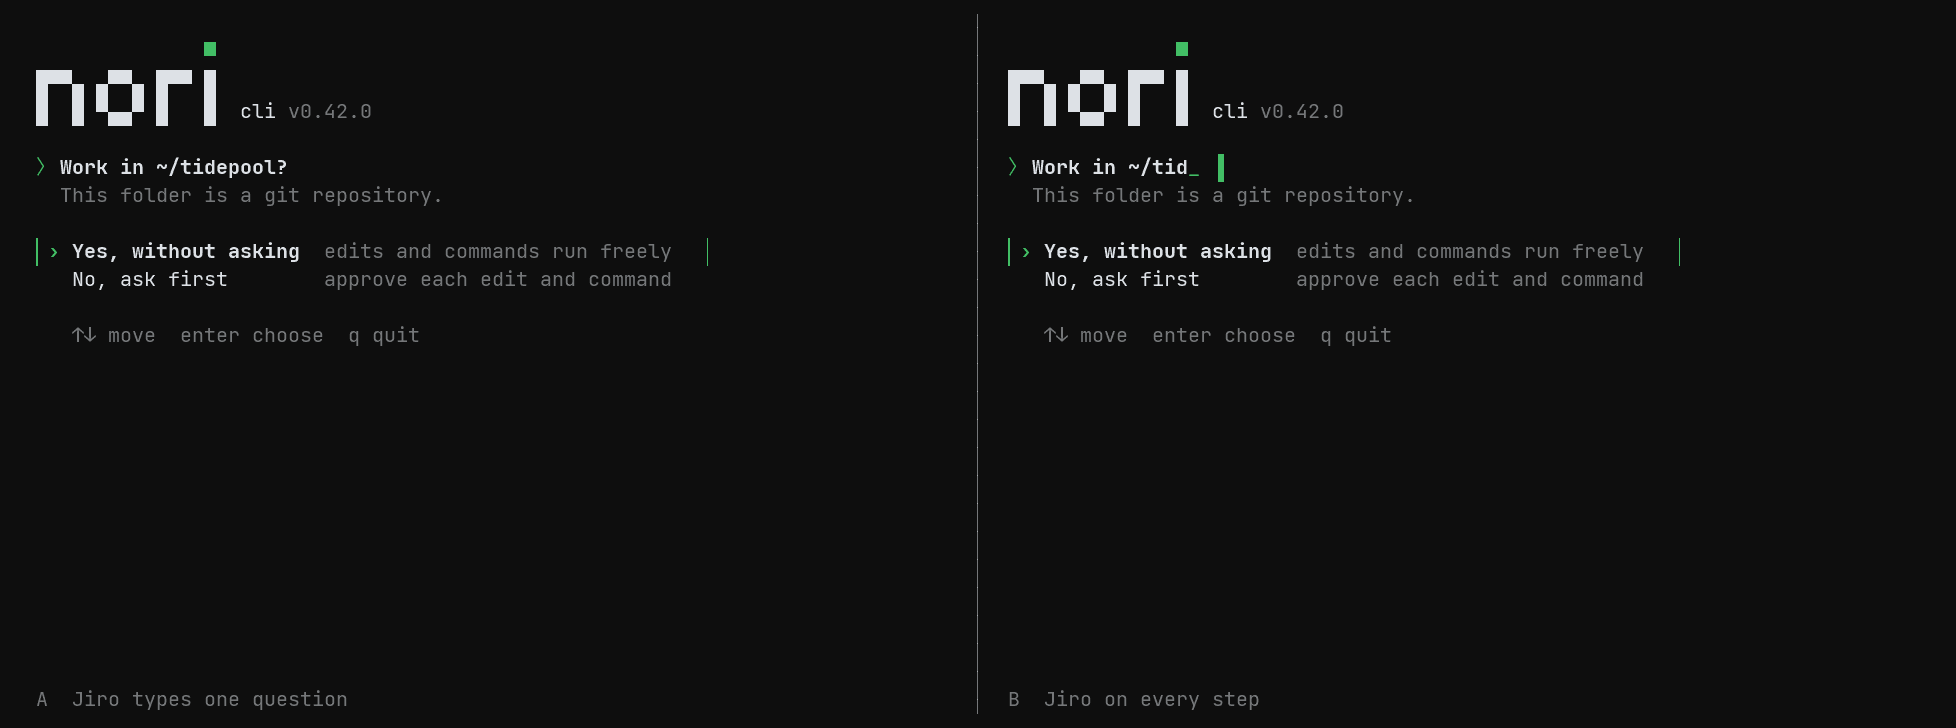 nori cli v0.42.0
〉Work in ~/tidepool?
This folder is a git repository.
› Yes, without asking  edits and commands run freely
No, ask first  approve each edit and command
↑↓ move  enter choose  q quit
A  Jiro types one question
nori cli v0.42.0
〉Work in ~/tid_
This folder is a git repository.
› Yes, without asking  edits and commands run freely
No, ask first  approve each edit and command
↑↓ move  enter choose  q quit
B  Jiro on every step